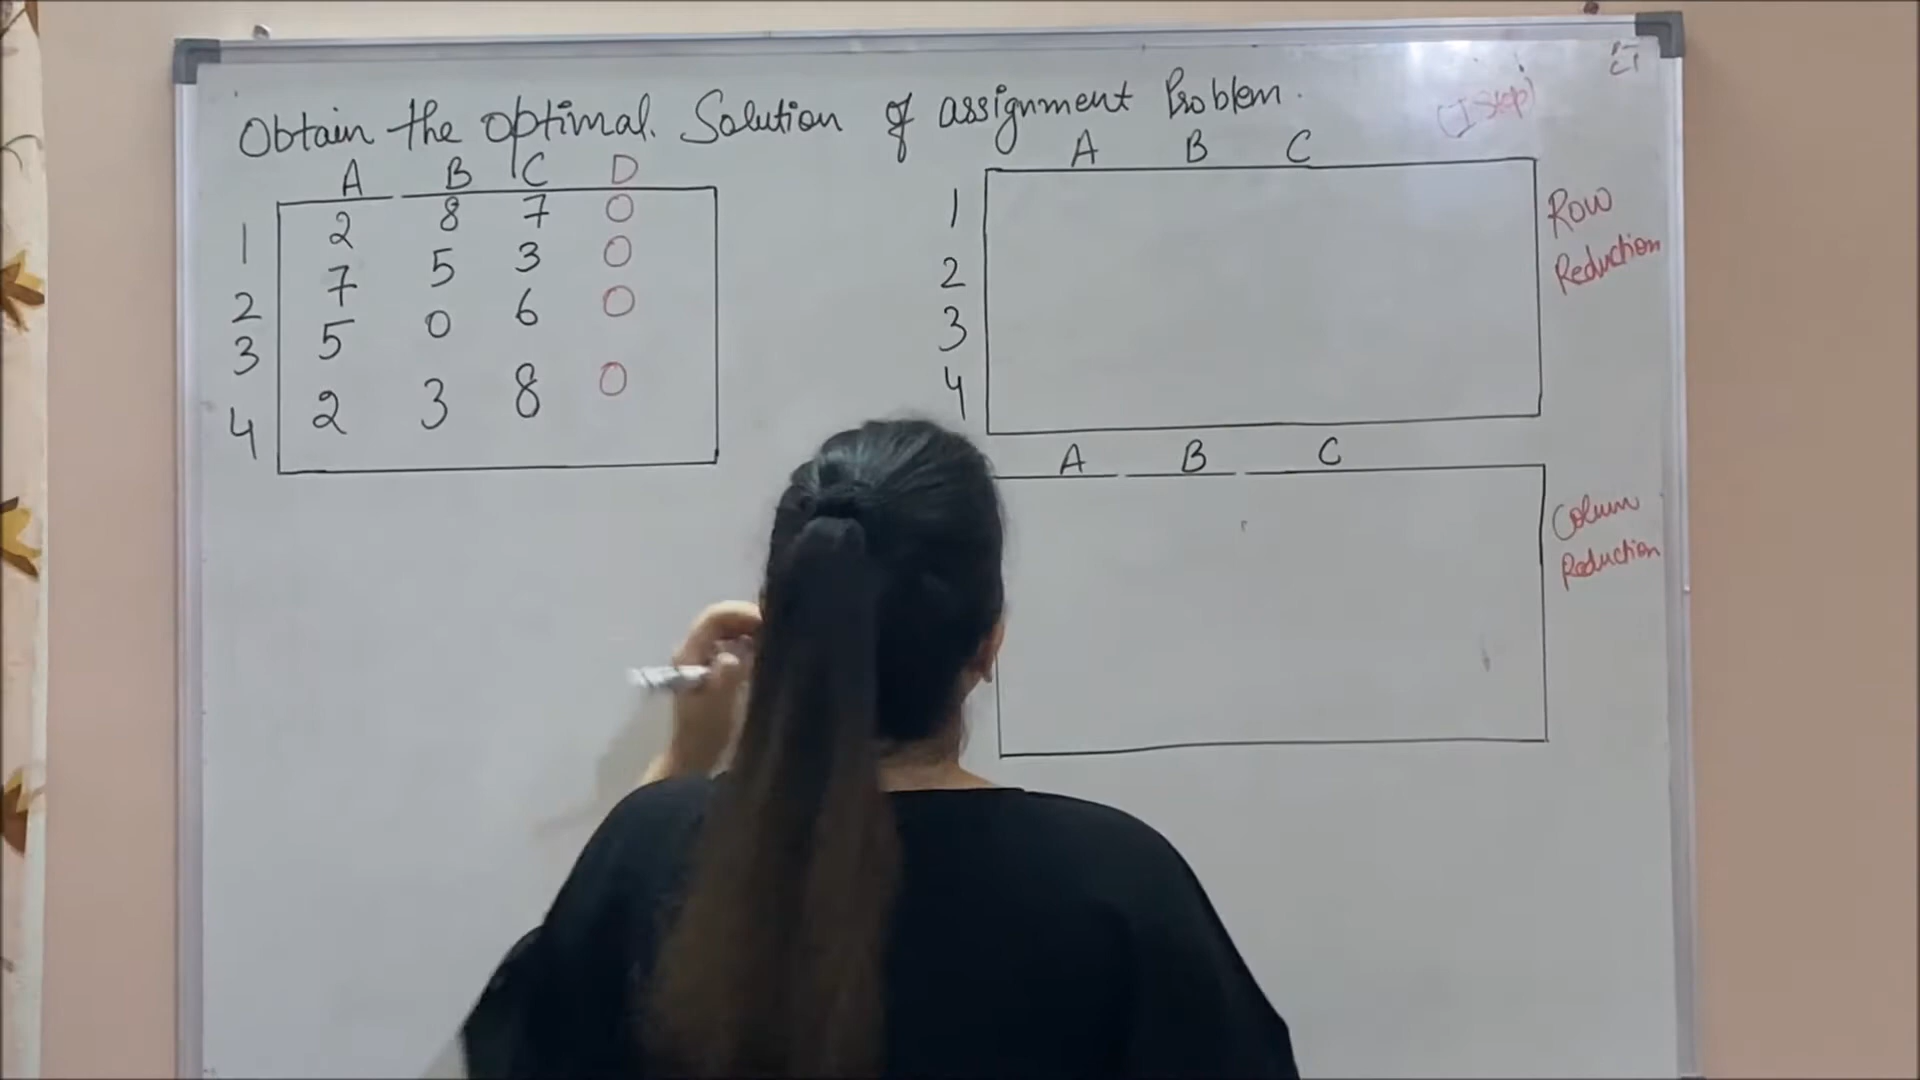 Obtain the optimal. Solution of assignment Problem.
(I Step)
A B C D
1 2 8 7 0
2 7 5 3 0
3 5 0 6 0
4 2 3 8 0
A B C
1
2
3
4
Row
Reduction
A B C
Column
Reduction